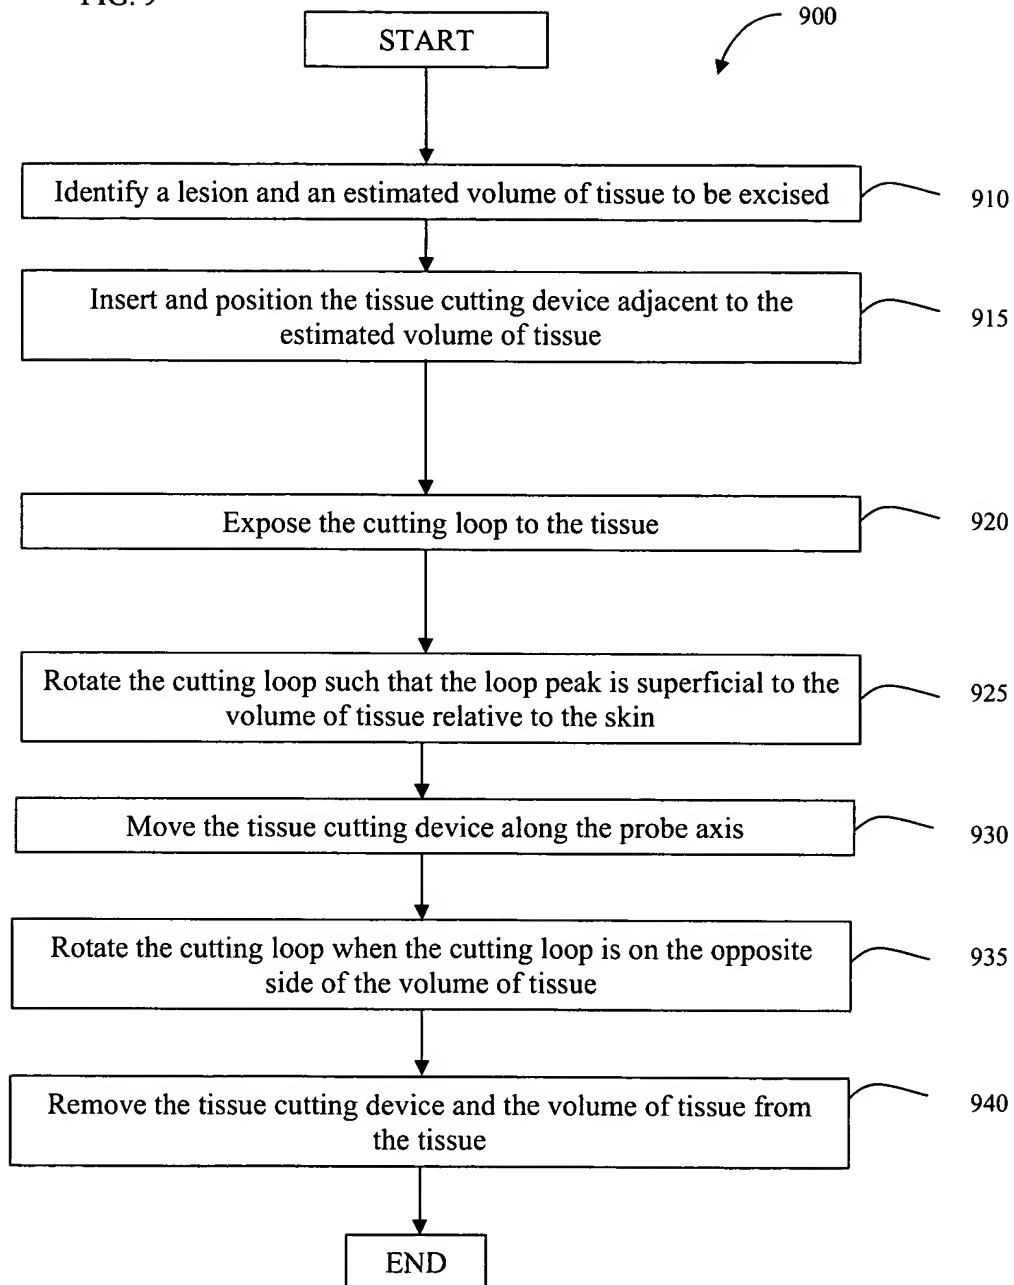 FIG. 9
START
900
Identify a lesion and an estimated volume of tissue to be excised
910
Insert and position the tissue cutting device adjacent to the
estimated volume of tissue
915
Expose the cutting loop to the tissue
920
Rotate the cutting loop such that the loop peak is superficial to the
volume of tissue relative to the skin
925
Move the tissue cutting device along the probe axis
930
Rotate the cutting loop when the cutting loop is on the opposite
side of the volume of tissue
935
Remove the tissue cutting device and the volume of tissue from
the tissue
940
END